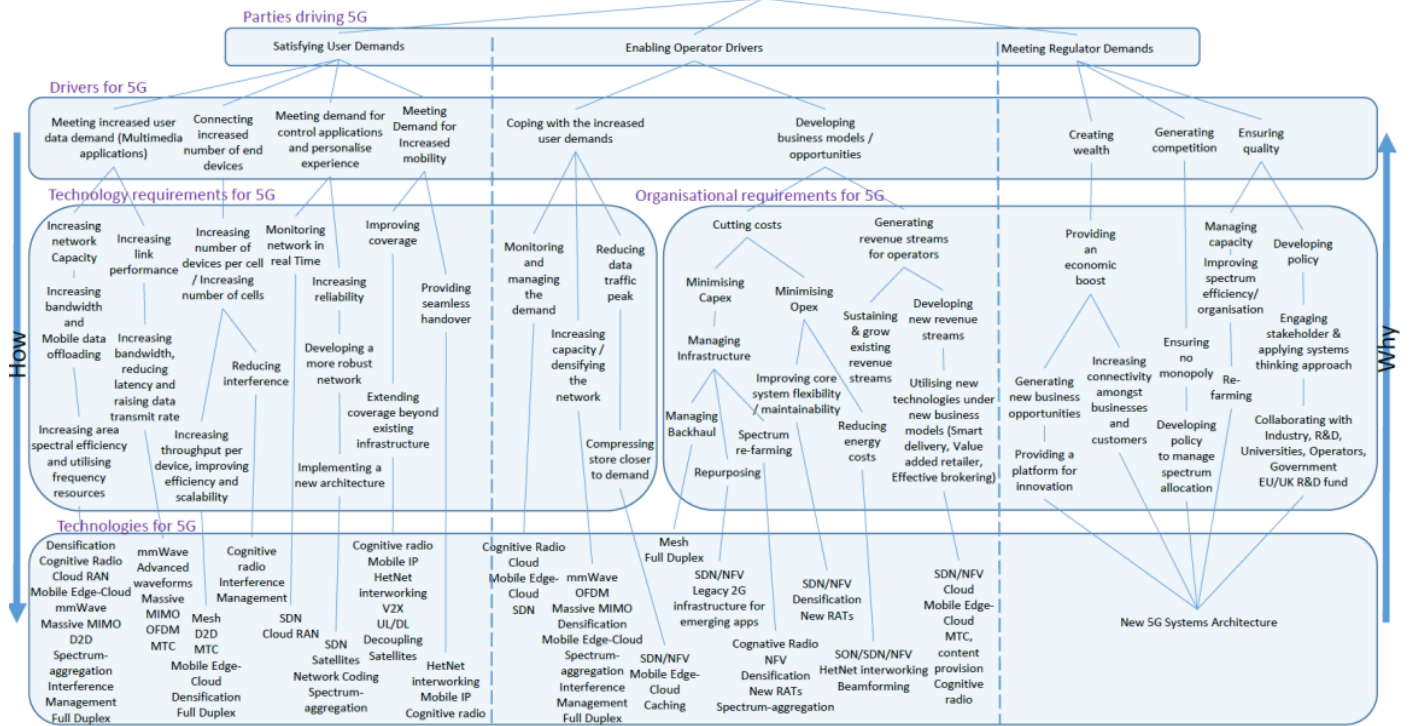 Parties driving 5G
Satisfying User Demands
Enabling Operator Drivers
Meeting Regulator Demands
Drivers for 5G
Meeting increased user
data demand (Multimedia
applications)
Connecting
increased
number of end
devices
Meeting demand for
control applications
and personalise
experience
Meeting
Demand for
Increased
mobility
Coping with the increased
user demands
Developing
business models /
opportunities
Creating
wealth
Generating
competition
Ensuring
quality
How
Why
Technology requirements for 5G
Organisational requirements for 5G
Increasing
network
Capacity
Increasing
bandwidth
and
Mobile data
offloading
Increasing area
spectral efficiency
and utilising
frequency
resources
Increasing
link
performance
Increasing
bandwidth,
reducing
latency and
raising data
transmit rate
Increasing
number of
devices per cell
/ Increasing
number of cells
Increasing
throughput per
device, improving
efficiency and
scalability
Reducing
interference
Monitoring
network in
real Time
Increasing
reliability
Developing a
more robust
network
Implementing a
new architecture
Improving
coverage
Extending
coverage beyond
existing
infrastructure
Providing
seamless
handover
Monitoring
and
managing
the
demand
Increasing
capacity /
densifying
the
network
Reducing
data
traffic
peak
Compressing
store closer
to demand
Cutting costs
Minimising
Capex
Managing
Infrastructure
Managing
Backhaul
Repurposing
Spectrum
re-farming
Minimising
Opex
Improving core
system flexibility
/ maintainability
Reducing
energy
costs
Generating
revenue streams
for operators
Sustaining
& grow
existing
revenue
streams
Developing
new revenue
streams
Utilising new
technologies under
new business
models (Smart
delivery, Value
added retailer,
Effective brokering)
Providing
an
economic
boost
Generating
new business
opportunities
Providing a
platform for
innovation
Increasing
connectivity
amongst
businesses
and
customers
Ensuring
no
monopoly
Developing
policy
to manage
spectrum
allocation
Managing
capacity
Improving
spectrum
efficiency/
organisation
Re-
farming
Developing
policy
Engaging
stakeholder &
applying systems
thinking approach
Collaborating with
Industry, R&D,
Universities, Operators,
Government
EU/UK R&D fund
Technologies for 5G
Densification
Cognitive Radio
Cloud RAN
Mobile Edge-Cloud
mmWave
Massive MIMO
D2D
Spectrum-
aggregation
Interference
Management
Full Duplex
mmWave
Advanced
waveforms
Massive
MIMO
OFDM
MTC
Mesh
D2D
MTC
Mobile Edge-
Cloud
Densification
Full Duplex
Cognitive
radio
Interference
Management
SDN
Cloud RAN
SDN
Satellites
Network Coding
Spectrum-
aggregation
Cognitive radio
Mobile IP
HetNet
interworking
V2X
UL/DL
Decoupling
Satellites
HetNet
interworking
Mobile IP
Cognitive radio
Cognitive Radio
Cloud
Mobile Edge-
Cloud
SDN
mmWave
OFDM
Massive MIMO
Densification
Mobile Edge-Cloud
Spectrum-
aggregation
Interference
Management
Full Duplex
SDN/NFV
Mobile Edge-
Cloud
Caching
Mesh
Full Duplex
SDN/NFV
Legacy 2G
infrastructure for
emerging apps
Cognative Radio
NFV
Densification
New RATs
Spectrum-aggregation
SDN/NFV
Densification
New RATs
SON/SDN/NFV
HetNet interworking
Beamforming
SDN/NFV
Cloud
Mobile Edge-
Cloud
MTC,
content
provision
Cognitive
radio
New 5G Systems Architecture